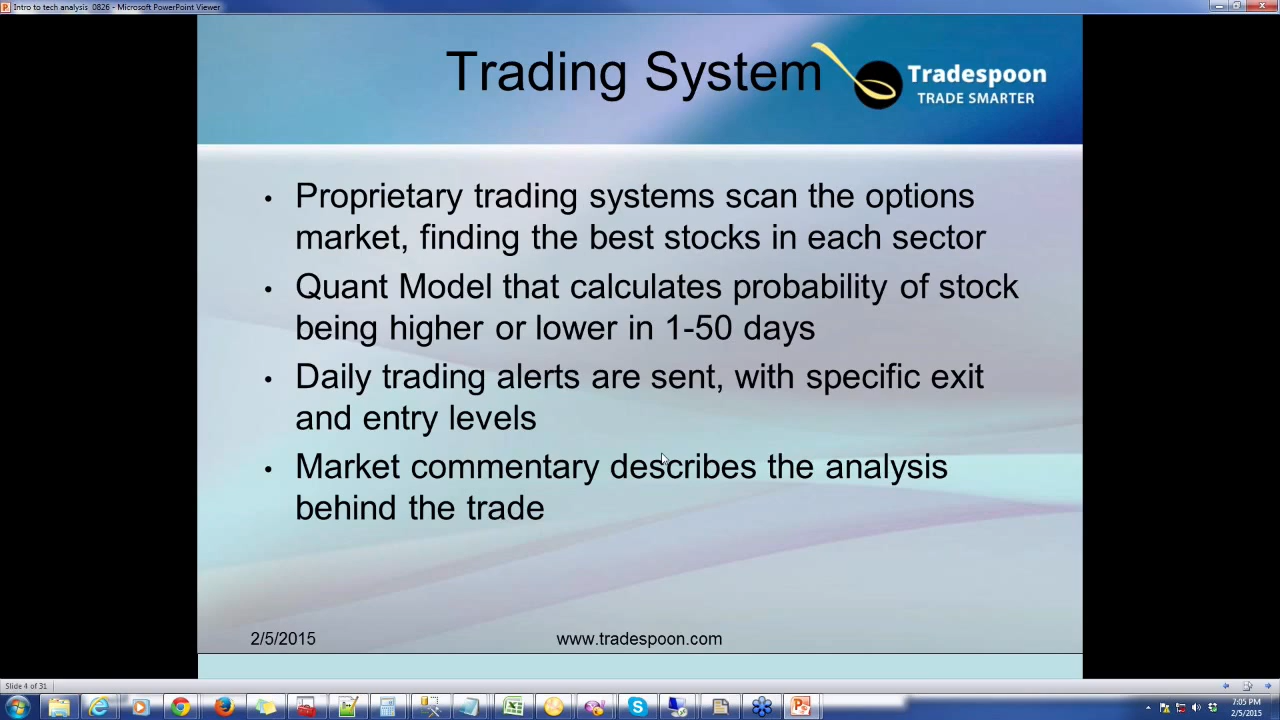 Intro to tech analysis_0826 - Microsoft PowerPoint Viewer
Trading System
Tradespoon
TRADE SMARTER
• Proprietary trading systems scan the options
market, finding the best stocks in each sector
• Quant Model that calculates probability of stock
being higher or lower in 1-50 days
• Daily trading alerts are sent, with specific exit
and entry levels
• Market commentary describes the analysis
behind the trade
2/5/2015
www.tradespoon.com
Slide 4 of 31
7:05 PM
2/5/2015